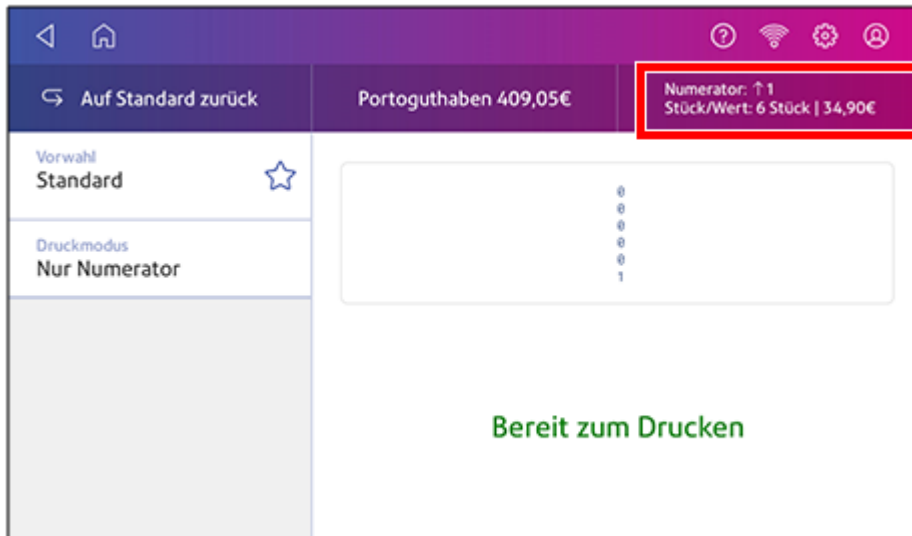 Auf Standard zurück
Portoguthaben 409,05€
Numerator: ↑1
Stück/Wert: 6 Stück | 34,90€
Vorwahl
Standard
Druckmodus
Nur Numerator
0
0
0
0
0
1
Bereit zum Drucken